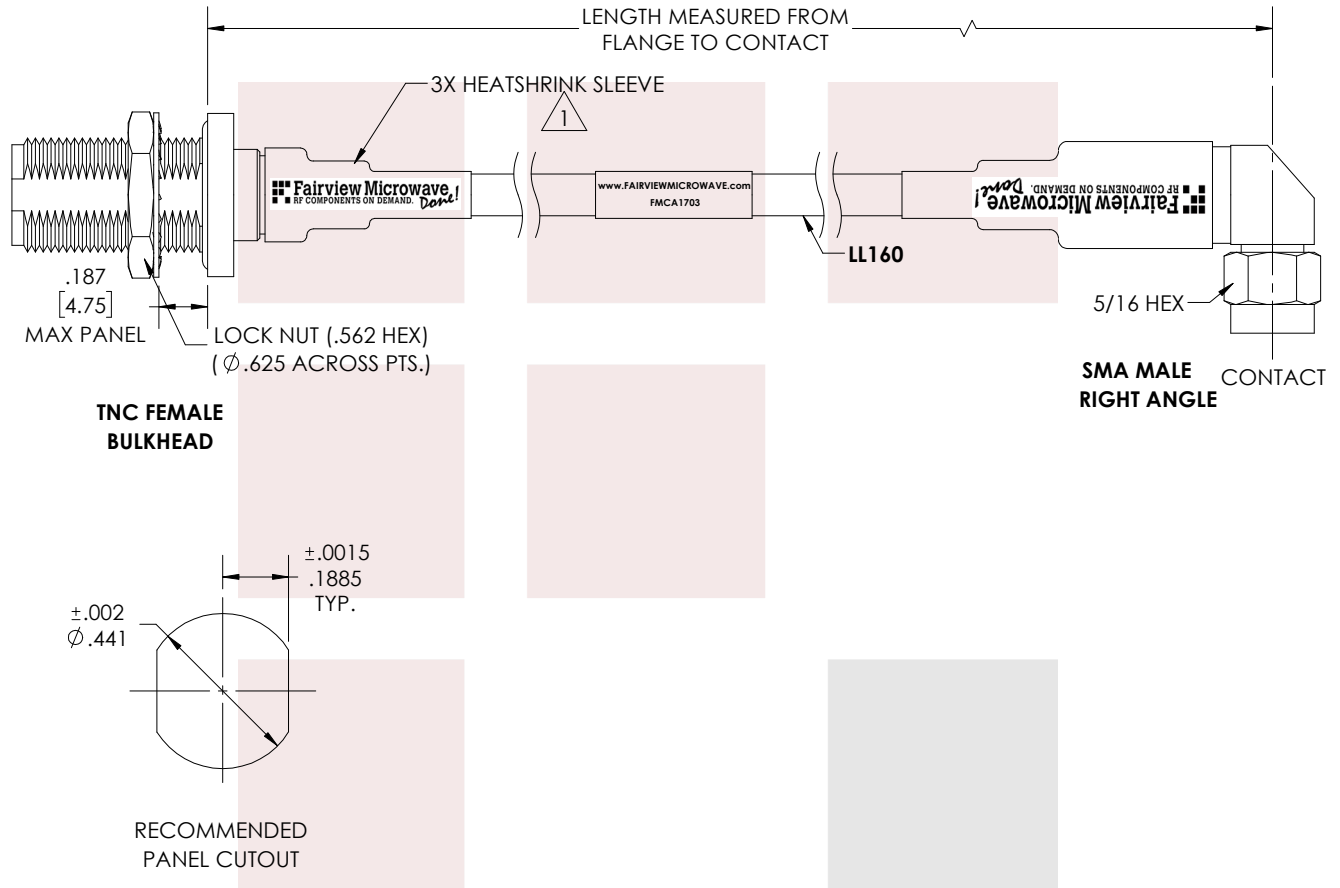 LENGTH MEASURED FROM
FLANGE TO CONTACT
3X HEATSHRINK SLEEVE
1
Fairview Microwave
RF COMPONENTS ON DEMAND.
Done!
www.FAIRVIEWMICROWAVE.com
FMCA1703
Fairview Microwave
RF COMPONENTS ON DEMAND.
Done!
LL160
.187
[4.75]
MAX PANEL
LOCK NUT (.562 HEX)
(∅.625 ACROSS PTS.)
5/16 HEX
TNC FEMALE
BULKHEAD
SMA MALE
RIGHT ANGLE
CONTACT
±.0015
.1885
TYP.
±.002
∅.441
RECOMMENDED
PANEL CUTOUT